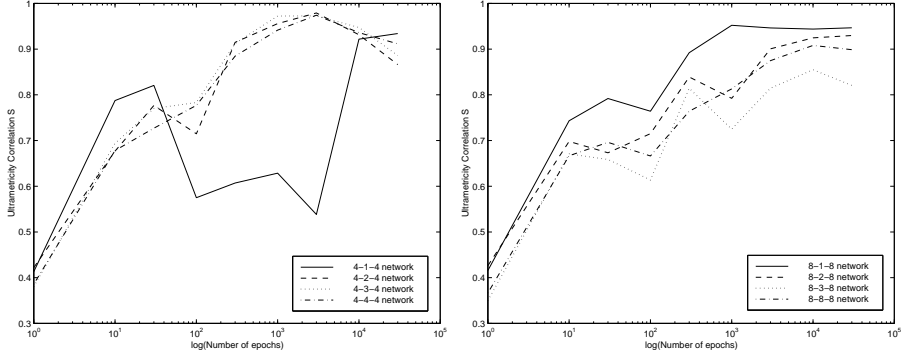 1
0.9
0.8
0.7
0.6
0.5
0.4
0.3
Ultrametricity Correlation S
10^0
10^1
10^2
10^3
10^4
10^5
log(Number of epochs)
4−1−4 network
4−2−4 network
4−3−4 network
4−4−4 network
1
0.9
0.8
0.7
0.6
0.5
0.4
0.3
Ultrametricity Correlation S
10^0
10^1
10^2
10^3
10^4
10^5
log(Number of epochs)
8−1−8 network
8−2−8 network
8−3−8 network
8−8−8 network